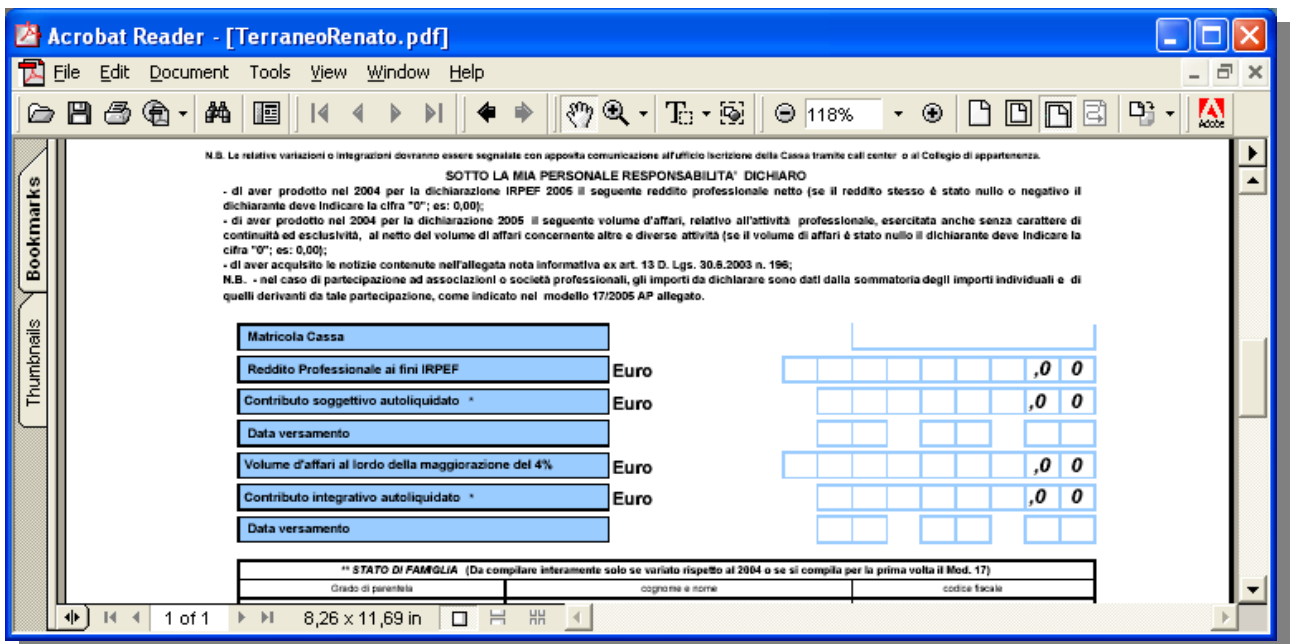 Acrobat Reader - [TerraneoRenato.pdf]
File Edit Document Tools View Window Help
118%
Adobe
Bookmarks
Thumbnails
N.B. Le relative variazioni o integrazioni dovranno essere segnalate con apposita comunicazione all'ufficio Iscrizione della Cassa tramite call center o al Collegio di appartenenza.
SOTTO LA MIA PERSONALE RESPONSABILITA' DICHIARO
- di aver prodotto nel 2004 per la dichiarazione IRPEF 2005 il seguente reddito professionale netto (se il reddito stesso è stato nullo o negativo il
dichiarante deve indicare la cifra "0"; es: 0,00);
- di aver prodotto nel 2004 per la dichiarazione 2005 il seguente volume d'affari, relativo all'attività professionale, esercitata anche senza carattere di
continuità ed esclusività, al netto del volume di affari concernente altre e diverse attività (se il volume di affari è stato nullo il dichiarante deve indicare la
cifra "0"; es: 0,00);
- di aver acquisito le notizie contenute nell'allegata nota informativa ex art. 13 D. Lgs. 30.6.2003 n. 196;
N.B. - nel caso di partecipazione ad associazioni o società professionali, gli importi da dichiarare sono dati dalla sommatoria degli importi individuali e di
quelli derivanti da tale partecipazione, come indicato nel modello 17/2005 AP allegato.
Matricola Cassa
Reddito Professionale ai fini IRPEF Euro ,0 0
Contributo soggettivo autoliquidato * Euro ,0 0
Data versamento
Volume d'affari al lordo della maggiorazione del 4% Euro ,0 0
Contributo integrativo autoliquidato * Euro ,0 0
Data versamento
** STATO DI FAMIGLIA (Da compilare interamente solo se variato rispetto al 2004 o se si compila per la prima volta il Mod. 17)
Grado di parentela cognome e nome codice fiscale
1 of 1 8,26 x 11,69 in